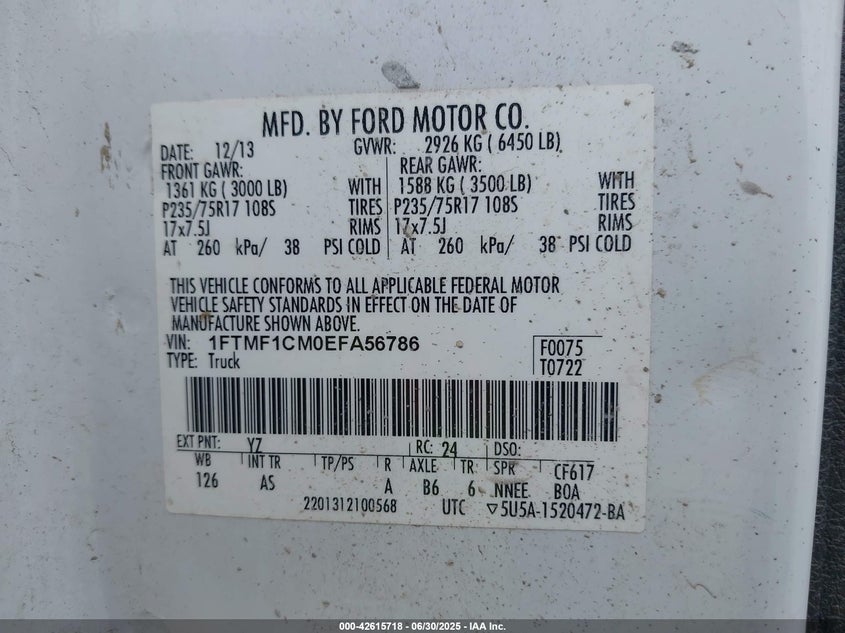 MFD. BY FORD MOTOR CO.
DATE: 12/13 GVWR: 2926 KG ( 6450 LB)
FRONT GAWR: REAR GAWR:
1361 KG ( 3000 LB) WITH 1588 KG ( 3500 LB) WITH
P235/75R17 108S TIRES P235/75R17 108S TIRES
17x7.5J RIMS 17x7.5J RIMS
AT 260 kPa/ 38 PSI COLD AT 260 kPa/ 38 PSI COLD
THIS VEHICLE CONFORMS TO ALL APPLICABLE FEDERAL MOTOR
VEHICLE SAFETY STANDARDS IN EFFECT ON THE DATE OF
MANUFACTURE SHOWN ABOVE.
VIN: 1FTMF1CM0EFA56786 F0075
TYPE: Truck T0722
EXT PNT: YZ RC: 24 DSO:
WB INT TR TP/PS R AXLE TR SPR CF617
126 AS A B6 6 NNEE BOA
2201312100568 UTC ▽5U5A-1520472-BA
000-42615718 - 06/30/2025 - IAA Inc.